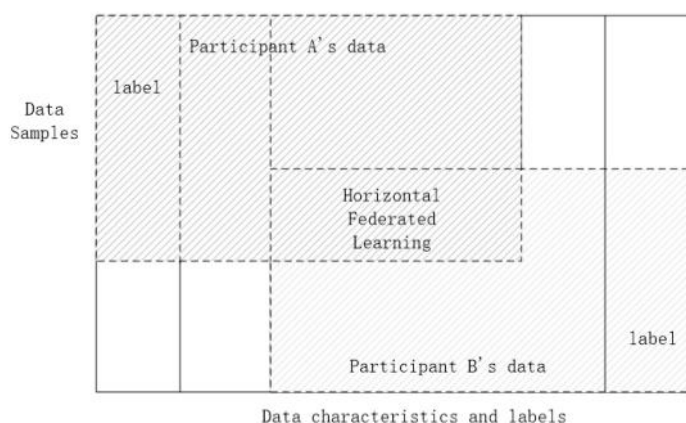 Participant A's data
label
Data
Samples
Horizontal
Federated
Learning
label
Participant B's data
Data characteristics and labels